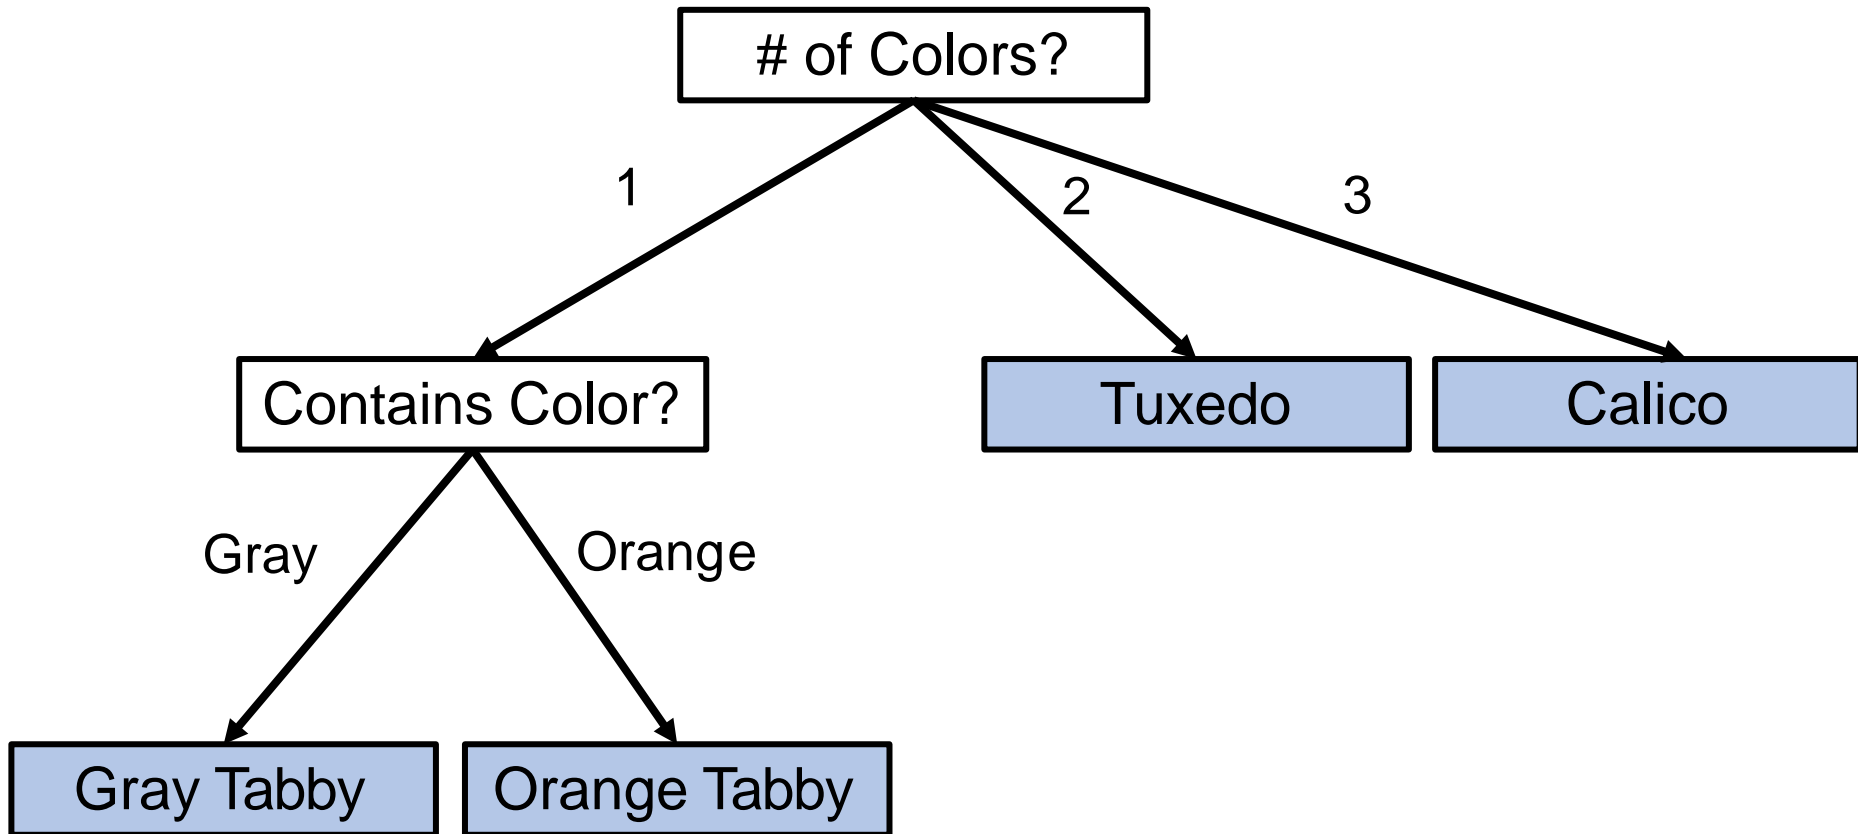 # of Colors?
1
2
3
Contains Color?
Tuxedo
Calico
Gray
Orange
Gray Tabby
Orange Tabby